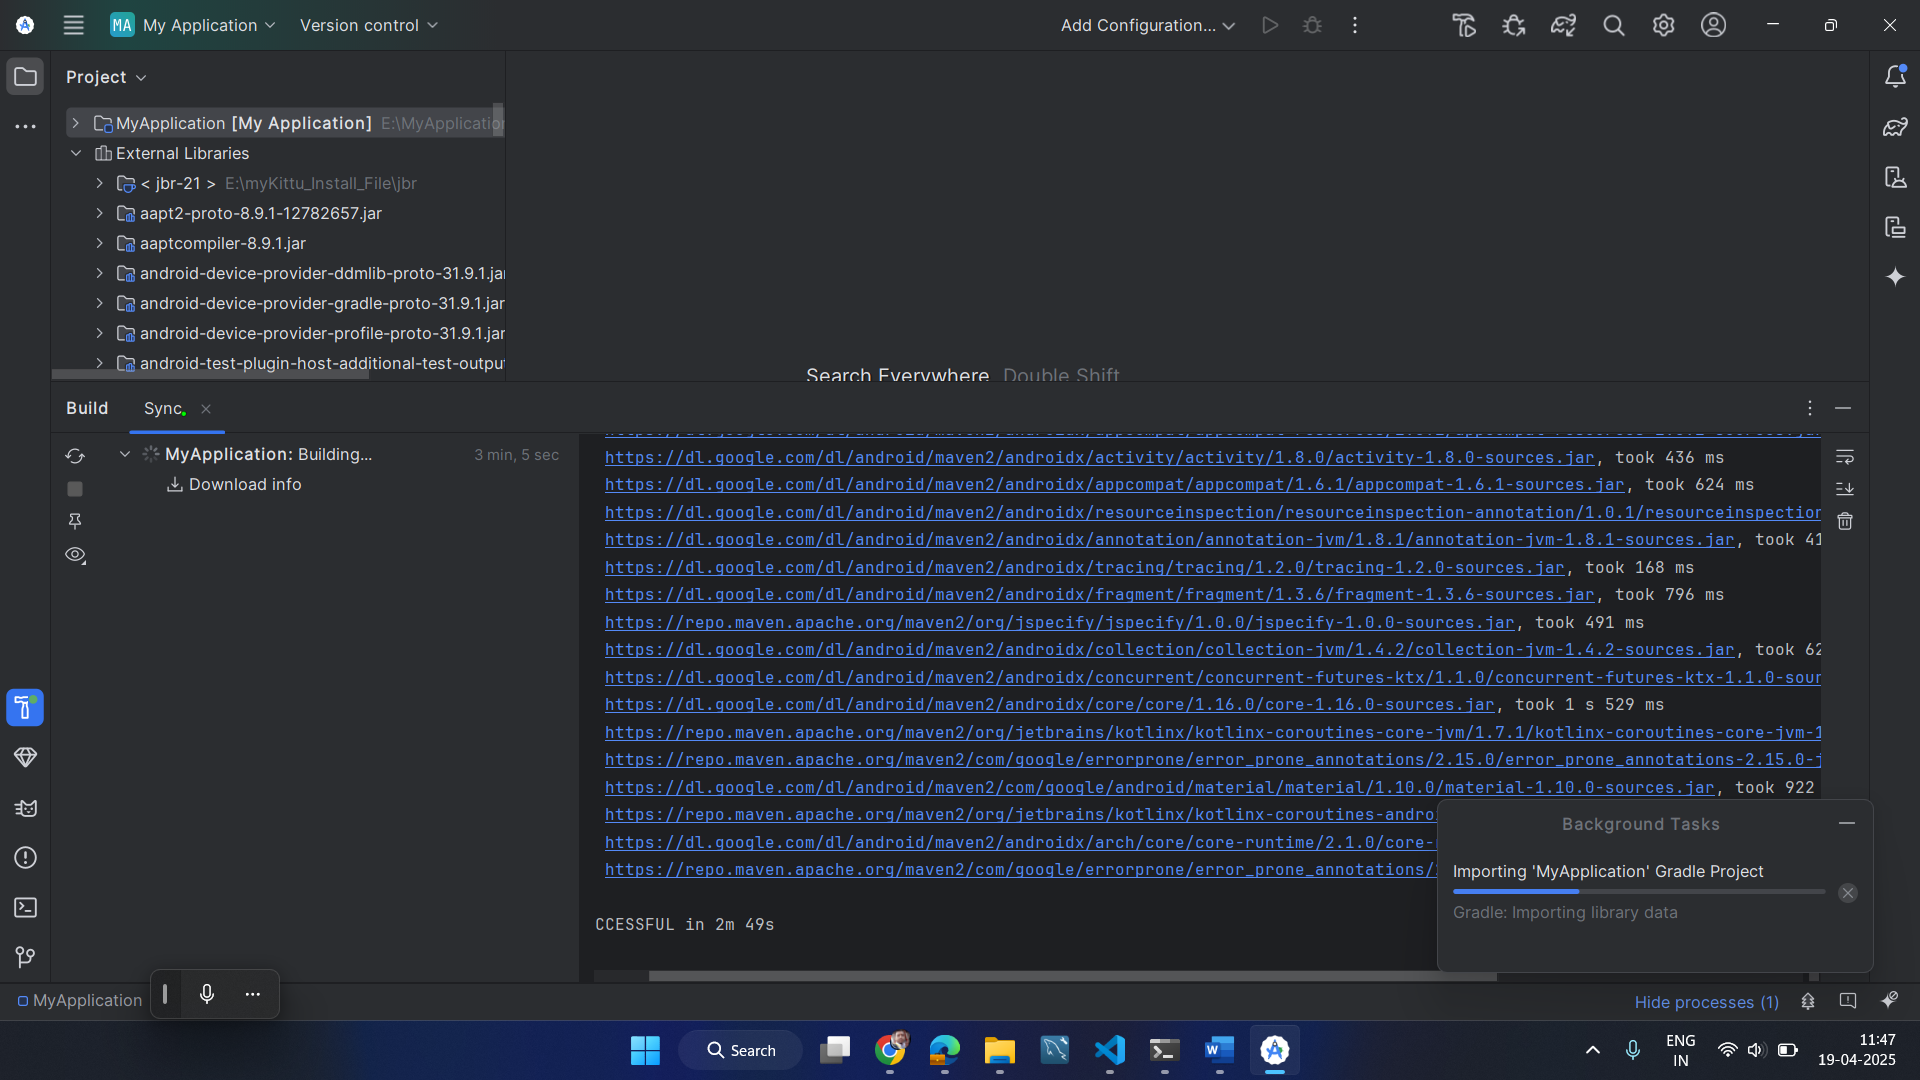 MA My Application Version control Add Configuration...
Project
MyApplication [My Application] E:\MyApplication
External Libraries
< jbr-21 > E:\myKittu_Install_File\jbr
aapt2-proto-8.9.1-12782657.jar
aaptcompiler-8.9.1.jar
android-device-provider-ddmlib-proto-31.9.1.jar
android-device-provider-gradle-proto-31.9.1.jar
android-device-provider-profile-proto-31.9.1.jar
android-test-plugin-host-additional-test-output
Search Everywhere Double Shift
Build Sync
MyApplication: Building... 3 min, 5 sec
Download info
https://dl.google.com/dl/android/maven2/androidx/activity/activity/1.8.0/activity-1.8.0-sources.jar, took 436 ms
https://dl.google.com/dl/android/maven2/androidx/appcompat/appcompat/1.6.1/appcompat-1.6.1-sources.jar, took 624 ms
https://dl.google.com/dl/android/maven2/androidx/resourceinspection/resourceinspection-annotation/1.0.1/resourceinspection
https://dl.google.com/dl/android/maven2/androidx/annotation/annotation-jvm/1.8.1/annotation-jvm-1.8.1-sources.jar, took 41
https://dl.google.com/dl/android/maven2/androidx/tracing/tracing/1.2.0/tracing-1.2.0-sources.jar, took 168 ms
https://dl.google.com/dl/android/maven2/androidx/fragment/fragment/1.3.6/fragment-1.3.6-sources.jar, took 796 ms
https://repo.maven.apache.org/maven2/org/jspecify/jspecify/1.0.0/jspecify-1.0.0-sources.jar, took 491 ms
https://dl.google.com/dl/android/maven2/androidx/collection/collection-jvm/1.4.2/collection-jvm-1.4.2-sources.jar, took 62
https://dl.google.com/dl/android/maven2/androidx/concurrent/concurrent-futures-ktx/1.1.0/concurrent-futures-ktx-1.1.0-sour
https://dl.google.com/dl/android/maven2/androidx/core/core/1.16.0/core-1.16.0-sources.jar, took 1 s 529 ms
https://repo.maven.apache.org/maven2/org/jetbrains/kotlinx/kotlinx-coroutines-core-jvm/1.7.1/kotlinx-coroutines-core-jvm-1
https://repo.maven.apache.org/maven2/com/google/errorprone/error_prone_annotations/2.15.0/error_prone_annotations-2.15.0-
https://dl.google.com/dl/android/maven2/com/google/android/material/material/1.10.0/material-1.10.0-sources.jar, took 922
https://repo.maven.apache.org/maven2/org/jetbrains/kotlinx/kotlinx-coroutines-andro
https://dl.google.com/dl/android/maven2/androidx/arch/core/core-runtime/2.1.0/core-
https://repo.maven.apache.org/maven2/com/google/errorprone/error_prone_annotations/
CCESSFUL in 2m 49s
Background Tasks
Importing 'MyApplication' Gradle Project
Gradle: Importing library data
MyApplication
Hide processes (1)
Search
ENG
IN
11:47
19-04-2025